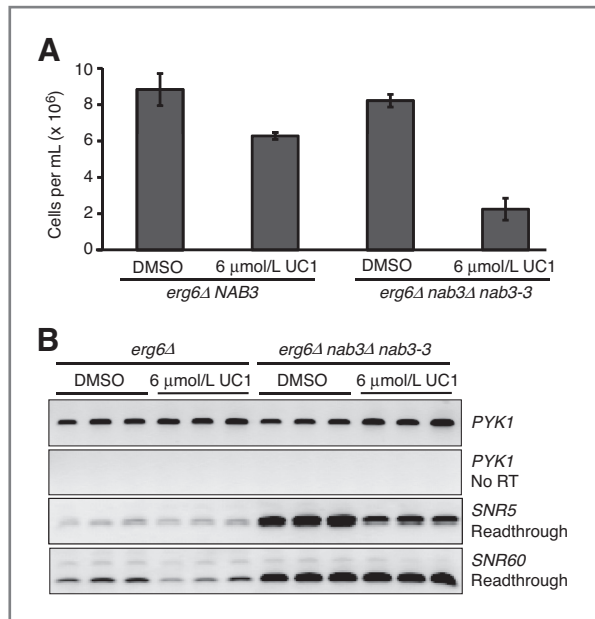 A
Cells per mL (x 10⁶)
10
8
6
4
2
0
DMSO 6 μmol/L UC1 DMSO 6 μmol/L UC1
erg6Δ NAB3 erg6Δ nab3Δ nab3-3
B
erg6Δ erg6Δ nab3Δ nab3-3
DMSO 6 μmol/L UC1 DMSO 6 μmol/L UC1
PYK1
PYK1
No RT
SNR5
Readthrough
SNR60
Readthrough